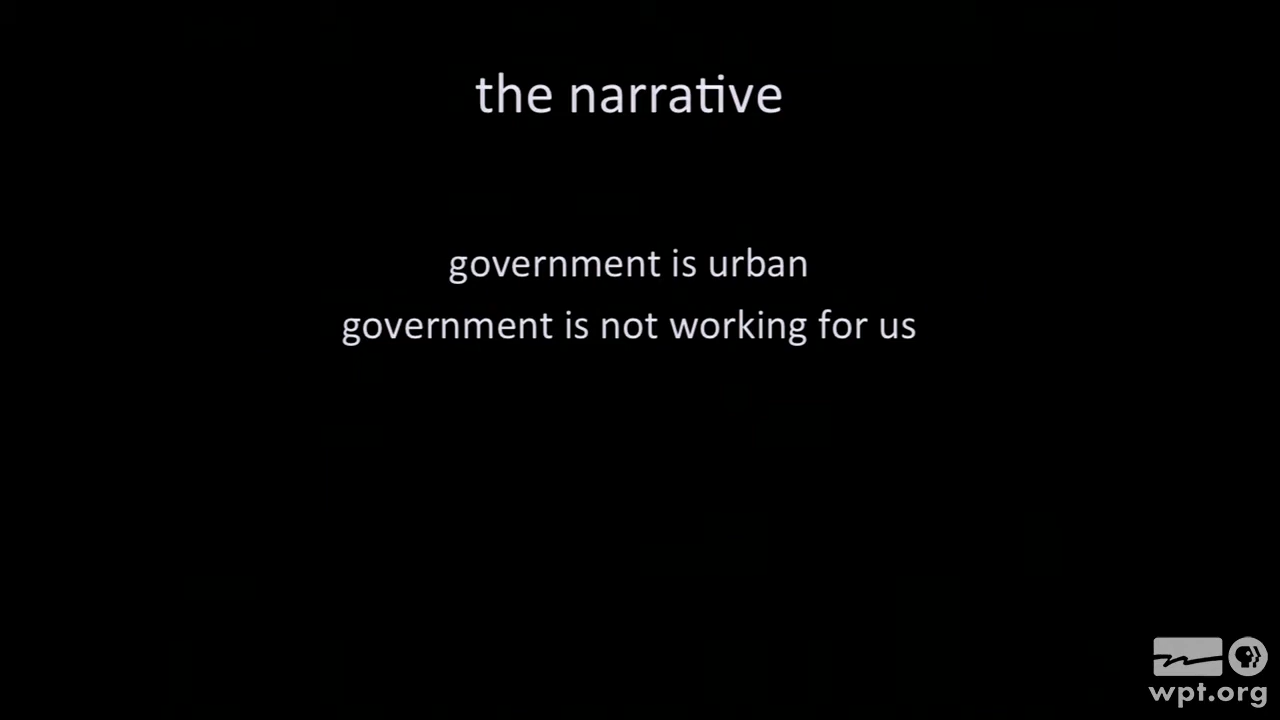 the narrative
government is urban
government is not working for us
wpt.org